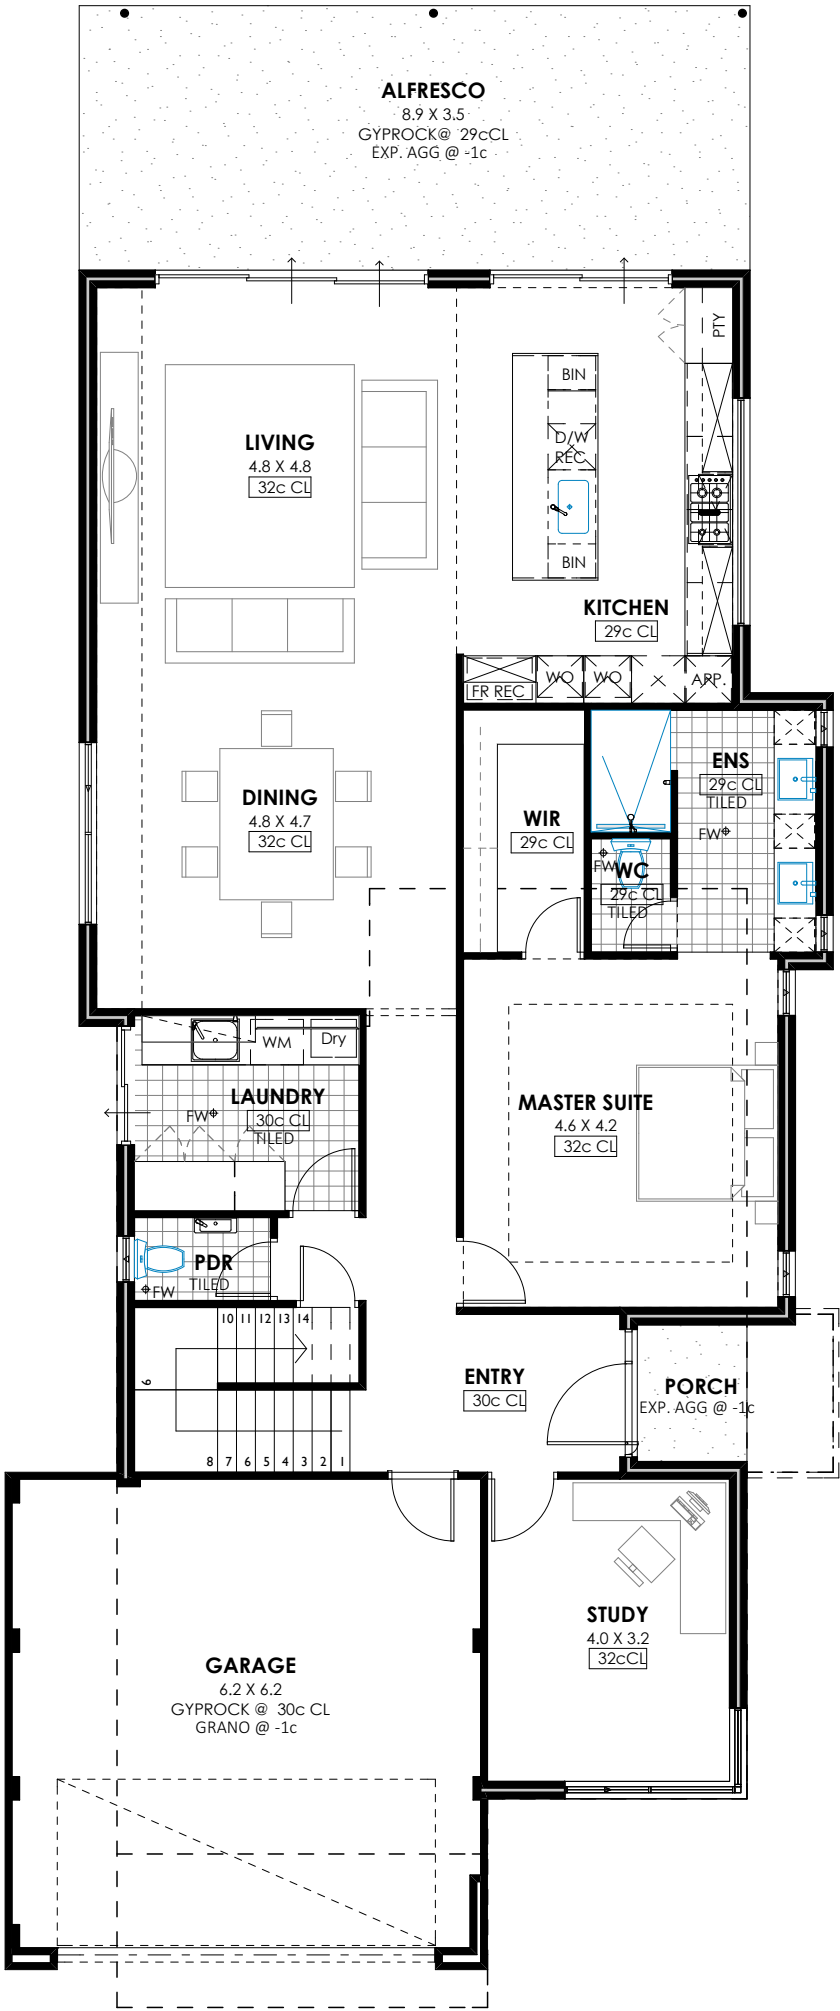 ALFRESCO
8.9 X 3.5
GYPROCK@ 29cCL
EXP. AGG @ -1c
PTY
BIN
D/W
REC
BIN
LIVING
4.8 X 4.8
32c CL
KITCHEN
29c CL
FR REC
WO
WO
APP.
DINING
4.8 X 4.7
32c CL
WIR
29c CL
ENS
29c CL
TILED
FW
FW
WC
29c CL
TILED
WM
Dry
LAUNDRY
30c CL
TILED
FW
MASTER SUITE
4.6 X 4.2
32c CL
PDR
TILED
FW
10 11 12 13 14
9
8 7 6 5 4 3 2 1
ENTRY
30c CL
PORCH
EXP. AGG @ -1c
STUDY
4.0 X 3.2
32cCL
GARAGE
6.2 X 6.2
GYPROCK @ 30c CL
GRANO @ -1c